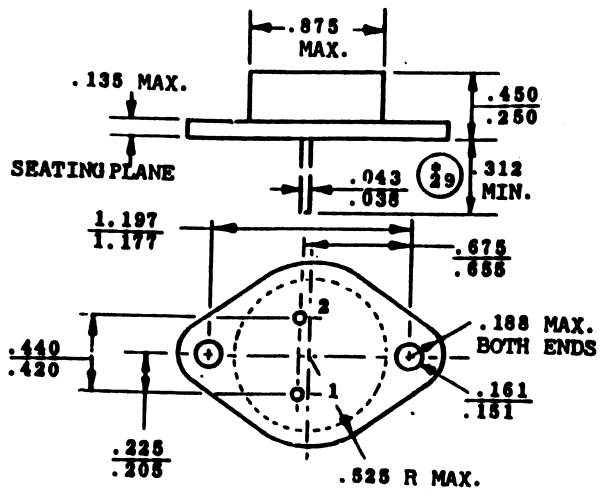 .875
MAX.
.135 MAX.
.450
.250
SEATING PLANE
.043
.038
*
29
.312
MIN.
1.197
1.177
.675
.655
2
.188 MAX.
BOTH ENDS
.440
.420
1
.161
.151
.225
.205
.525 R MAX.